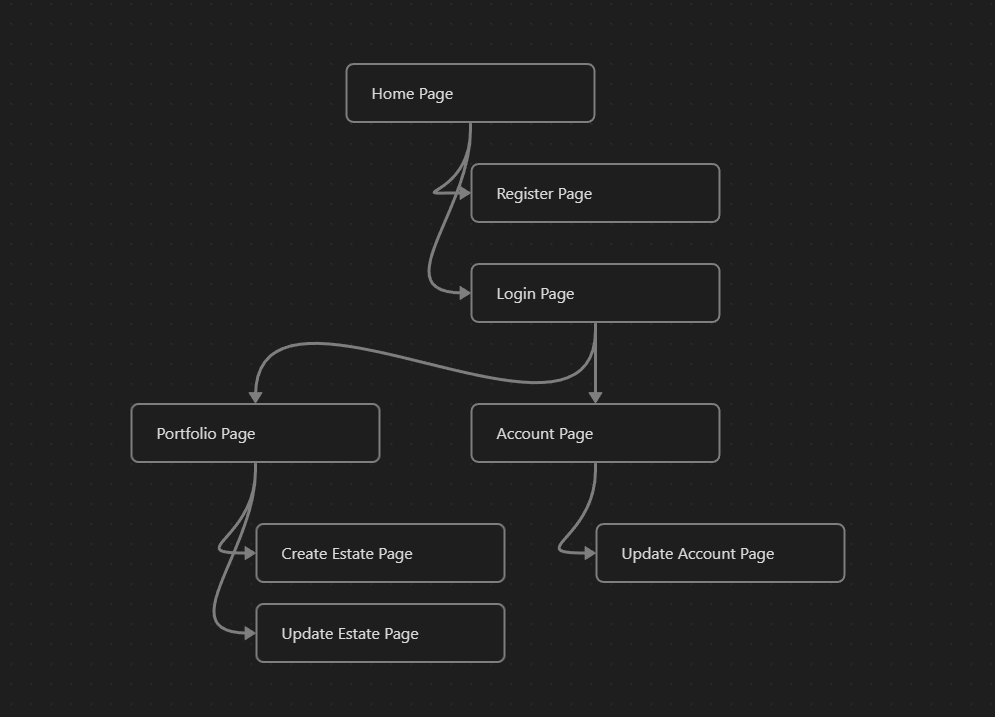 Home Page
Register Page
Login Page
Portfolio Page
Account Page
Create Estate Page
Update Account Page
Update Estate Page